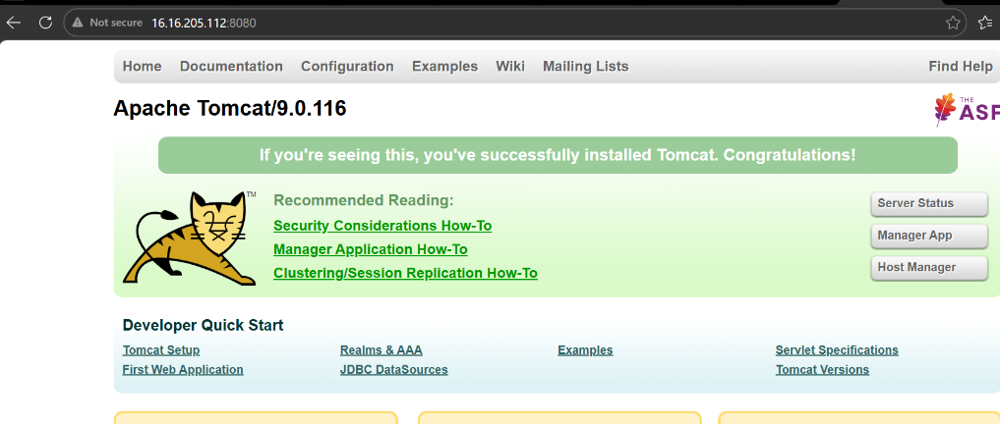 Not secure 16.16.205.112:8080
Home Documentation Configuration Examples Wiki Mailing Lists Find Help
Apache Tomcat/9.0.116
THE
ASF
If you're seeing this, you've successfully installed Tomcat. Congratulations!
TM
Recommended Reading:
Security Considerations How-To
Manager Application How-To
Clustering/Session Replication How-To
Server Status
Manager App
Host Manager
Developer Quick Start
Tomcat Setup
First Web Application
Realms & AAA
JDBC DataSources
Examples
Servlet Specifications
Tomcat Versions